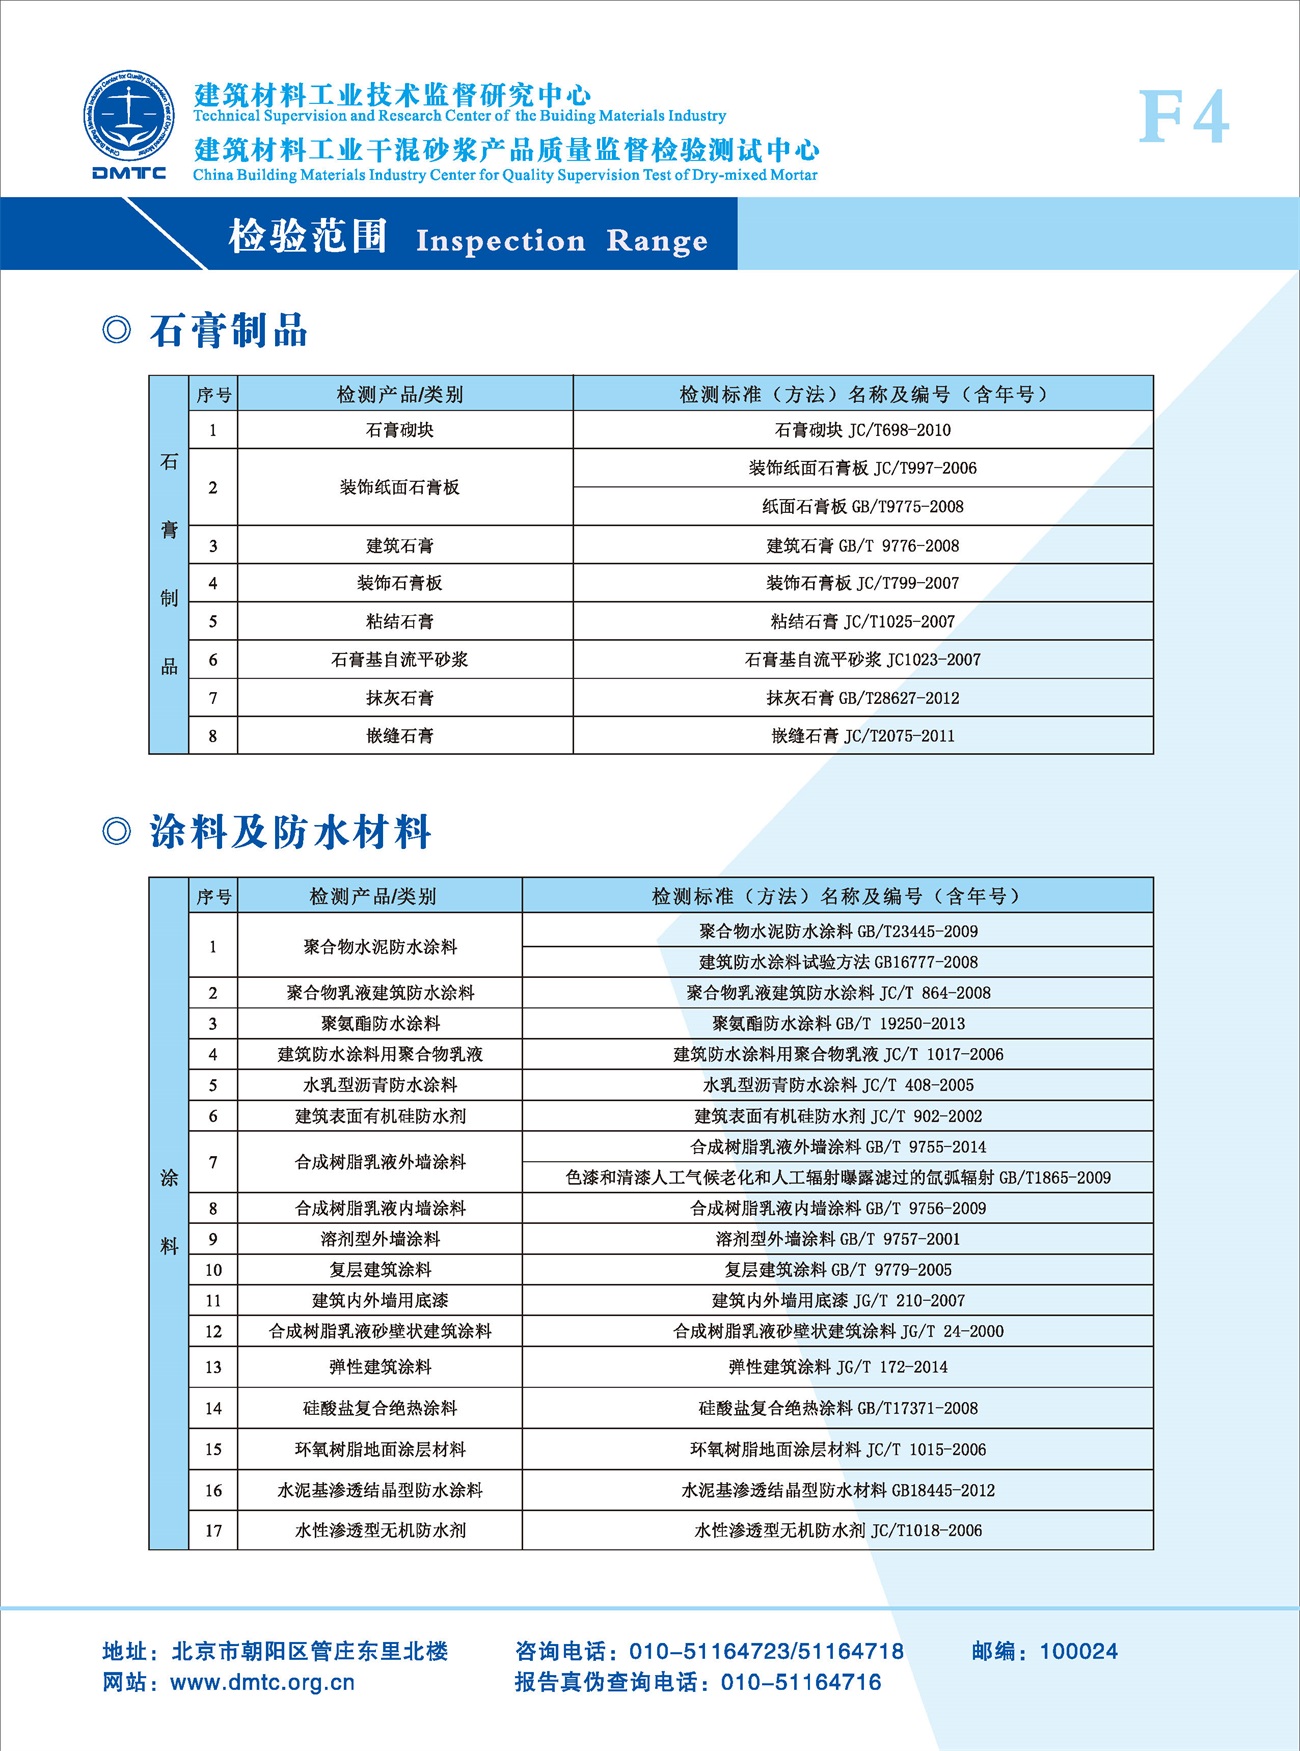 建筑材料工业技术监督研究中心
Technical Supervision and Research Center of the Buiding Materials Industry
建筑材料工业干混砂浆产品质量监督检验测试中心
China Building Materials Industry Center for Quality Supervision Test of Dry-mixed Mortar
DMTC
F4
检验范围 Inspection Range
◎ 石膏制品
石膏制品
序号 检测产品/类别 检测标准（方法）名称及编号（含年号）
1 石膏砌块 石膏砌块 JC/T698-2010
2 装饰纸面石膏板 装饰纸面石膏板 JC/T997-2006
纸面石膏板 GB/T9775-2008
3 建筑石膏 建筑石膏 GB/T 9776-2008
4 装饰石膏板 装饰石膏板 JC/T799-2007
5 粘结石膏 粘结石膏 JC/T1025-2007
6 石膏基自流平砂浆 石膏基自流平砂浆 JC1023-2007
7 抹灰石膏 抹灰石膏 GB/T28627-2012
8 嵌缝石膏 嵌缝石膏 JC/T2075-2011
◎ 涂料及防水材料
涂料
序号 检测产品/类别 检测标准（方法）名称及编号（含年号）
1 聚合物水泥防水涂料 聚合物水泥防水涂料 GB/T23445-2009
建筑防水涂料试验方法 GB16777-2008
2 聚合物乳液建筑防水涂料 聚合物乳液建筑防水涂料 JC/T 864-2008
3 聚氨酯防水涂料 聚氨酯防水涂料 GB/T 19250-2013
4 建筑防水涂料用聚合物乳液 建筑防水涂料用聚合物乳液 JC/T 1017-2006
5 水乳型沥青防水涂料 水乳型沥青防水涂料 JC/T 408-2005
6 建筑表面有机硅防水剂 建筑表面有机硅防水剂 JC/T 902-2002
7 合成树脂乳液外墙涂料 合成树脂乳液外墙涂料 GB/T 9755-2014
色漆和清漆人工气候老化和人工辐射曝露滤过的氙弧辐射 GB/T1865-2009
8 合成树脂乳液内墙涂料 合成树脂乳液内墙涂料 GB/T 9756-2009
9 溶剂型外墙涂料 溶剂型外墙涂料 GB/T 9757-2001
10 复层建筑涂料 复层建筑涂料 GB/T 9779-2005
11 建筑内外墙用底漆 建筑内外墙用底漆 JG/T 210-2007
12 合成树脂乳液砂壁状建筑涂料 合成树脂乳液砂壁状建筑涂料 JG/T 24-2000
13 弹性建筑涂料 弹性建筑涂料 JG/T 172-2014
14 硅酸盐复合绝热涂料 硅酸盐复合绝热涂料 GB/T17371-2008
15 环氧树脂地面涂层材料 环氧树脂地面涂层材料 JC/T 1015-2006
16 水泥基渗透结晶型防水涂料 水泥基渗透结晶型防水材料 GB18445-2012
17 水性渗透型无机防水剂 水性渗透型无机防水剂 JC/T1018-2006
地址：北京市朝阳区管庄东里北楼 咨询电话：010-51164723/51164718 邮编：100024
网站：www.dmtc.org.cn 报告真伪查询电话：010-51164716